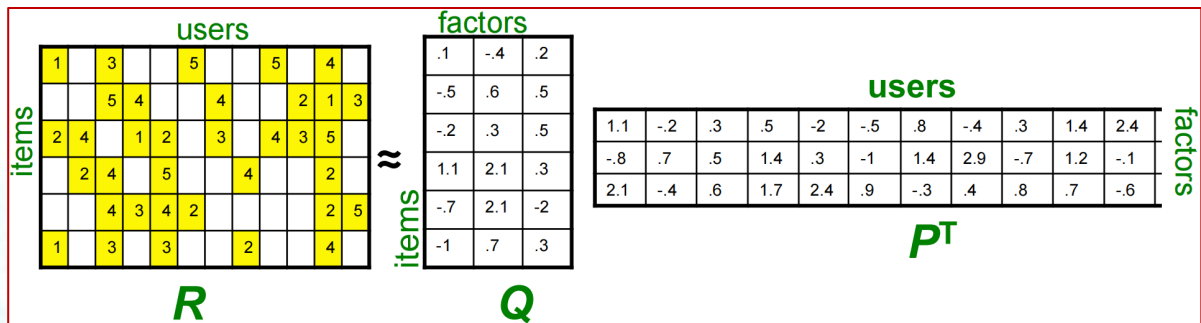 users
1 3 5 5 4
5 4 4 2 1 3
2 4 1 2 3 4 3 5
2 4 5 4 2
4 3 4 2 2 5
1 3 3 2 4
items
R
≈
factors
.1 -.4 .2
-.5 .6 .5
-.2 .3 .5
1.1 2.1 .3
-.7 2.1 -2
-1 .7 .3
items
Q
users
1.1 -.2 .3 .5 -2 -.5 .8 -.4 .3 1.4 2.4
-.8 .7 .5 1.4 .3 -1 1.4 2.9 -.7 1.2 -.1
2.1 -.4 .6 1.7 2.4 .9 -.3 .4 .8 .7 -.6
factors
Pᵀ